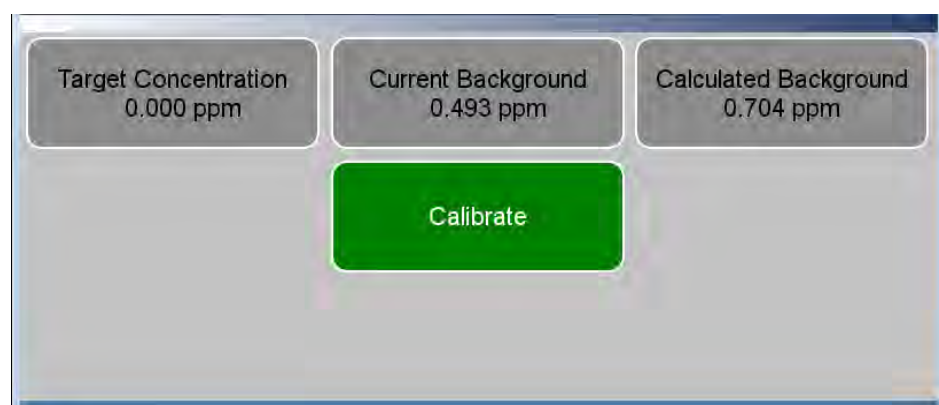 Target Concentration
0.000 ppm
Current Background
0.493 ppm
Calculated Background
0.704 ppm
Calibrate